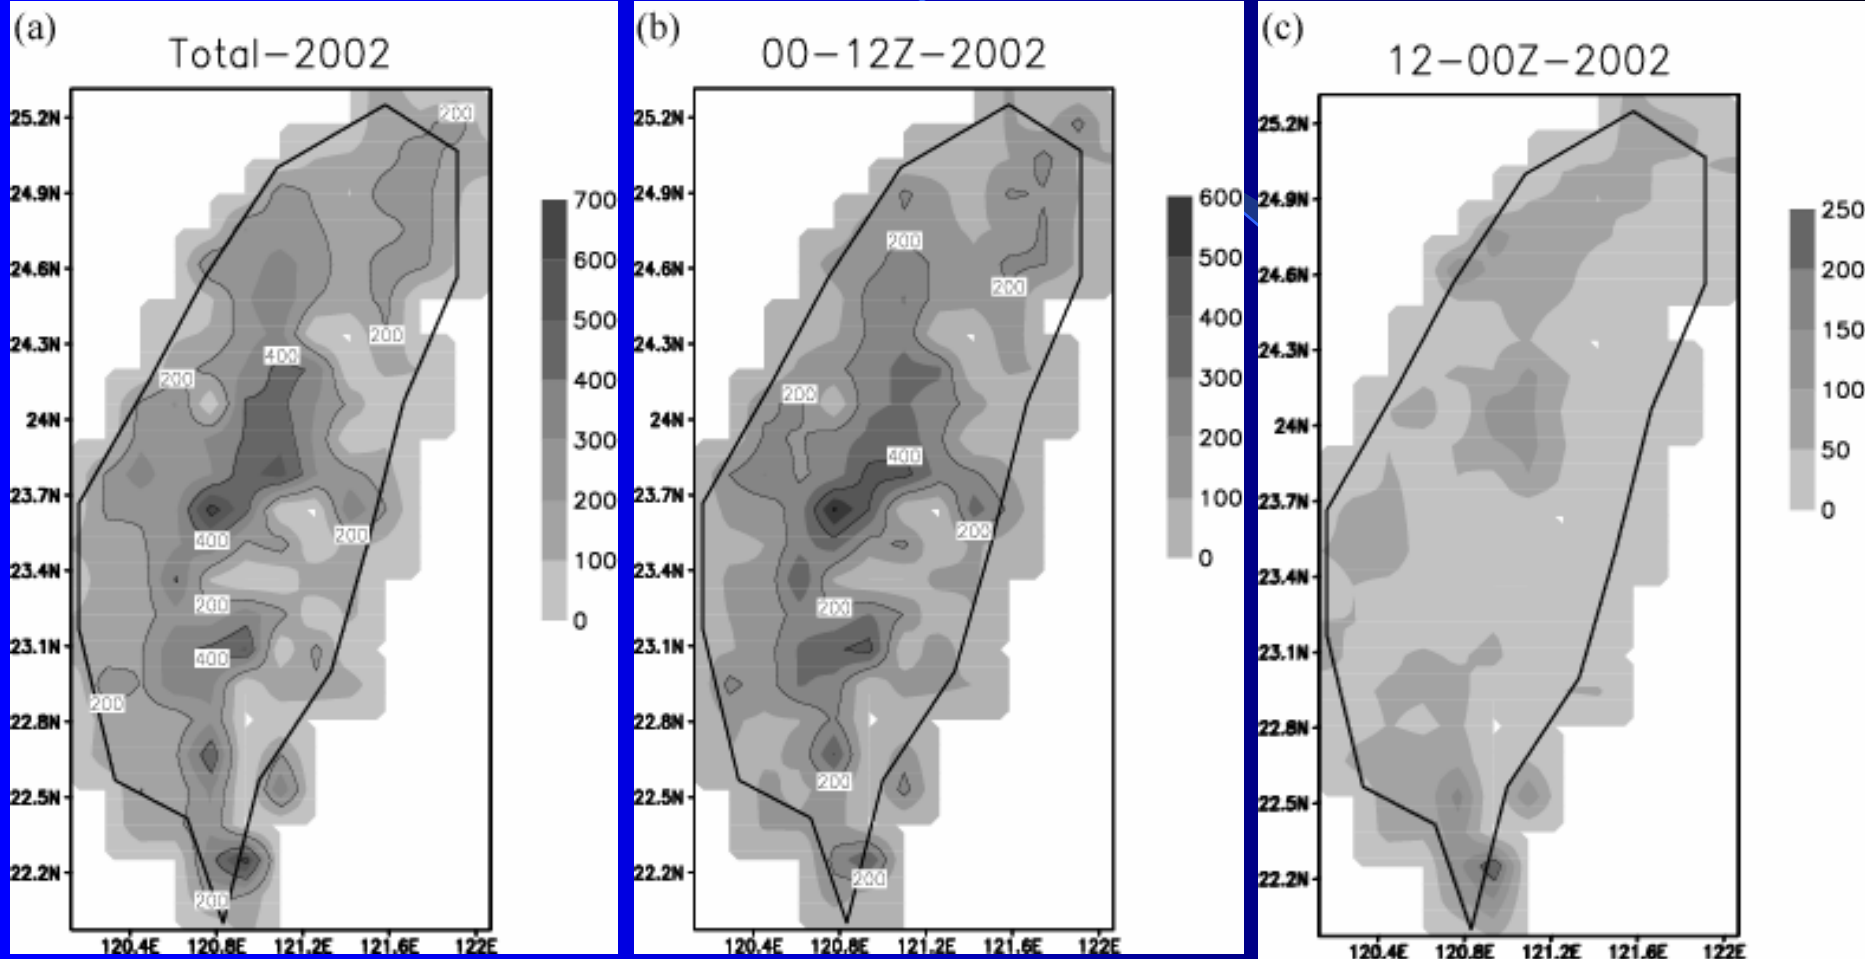 (a)
Total-2002
25.2N
24.9N
24.6N
24.3N
24N
23.7N
23.4N
23.1N
22.8N
22.5N
22.2N
120.4E 120.8E 121.2E 121.6E 122E
200
200
400
200
400
200
200
400
200
200
700
600
500
400
300
200
100
0
(b)
00-12Z-2002
25.2N
24.9N
24.6N
24.3N
24N
23.7N
23.4N
23.1N
22.8N
22.5N
22.2N
120.4E 120.8E 121.2E 121.6E 122E
200
200
200
400
200
200
200
200
600
500
400
300
200
100
0
(c)
12-00Z-2002
25.2N
24.9N
24.6N
24.3N
24N
23.7N
23.4N
23.1N
22.8N
22.5N
22.2N
120.4E 120.8E 121.2E 121.6E 122E
250
200
150
100
50
0